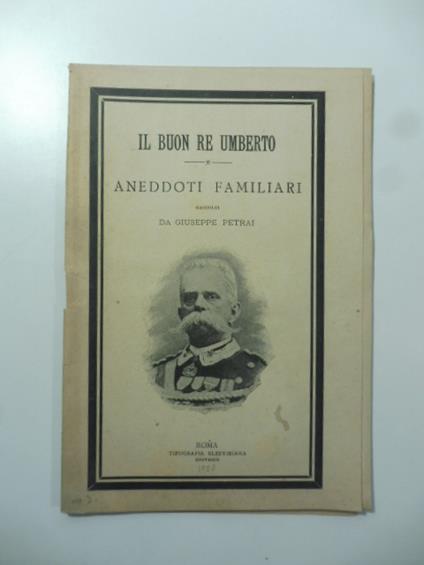 IL BUON RE UMBERTO
ANEDDOTI FAMILIARI
RACCOLTI
DA GIUSEPPE PETRAI
ROMA
TIPOGRAFIA ELZEVIRIANA
EDITRICE